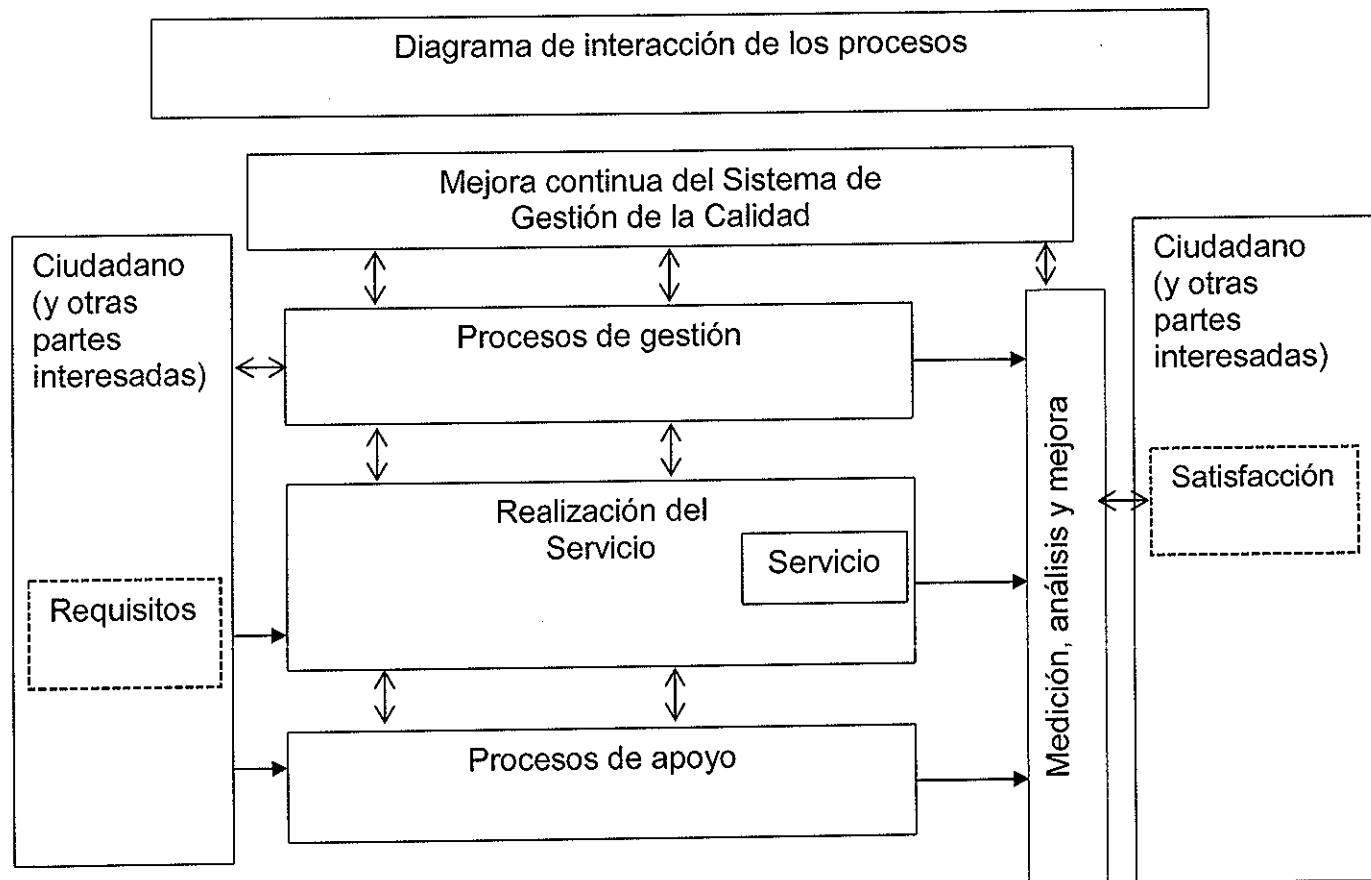 Diagrama de interacción de los procesos
Mejora continua del Sistema de
Gestión de la Calidad
Ciudadano
(y otras
partes
interesadas)
Requisitos
Procesos de gestión
Realización del
Servicio
Servicio
Procesos de apoyo
Medición, análisis y mejora
Ciudadano
(y otras
partes
interesadas)
Satisfacción